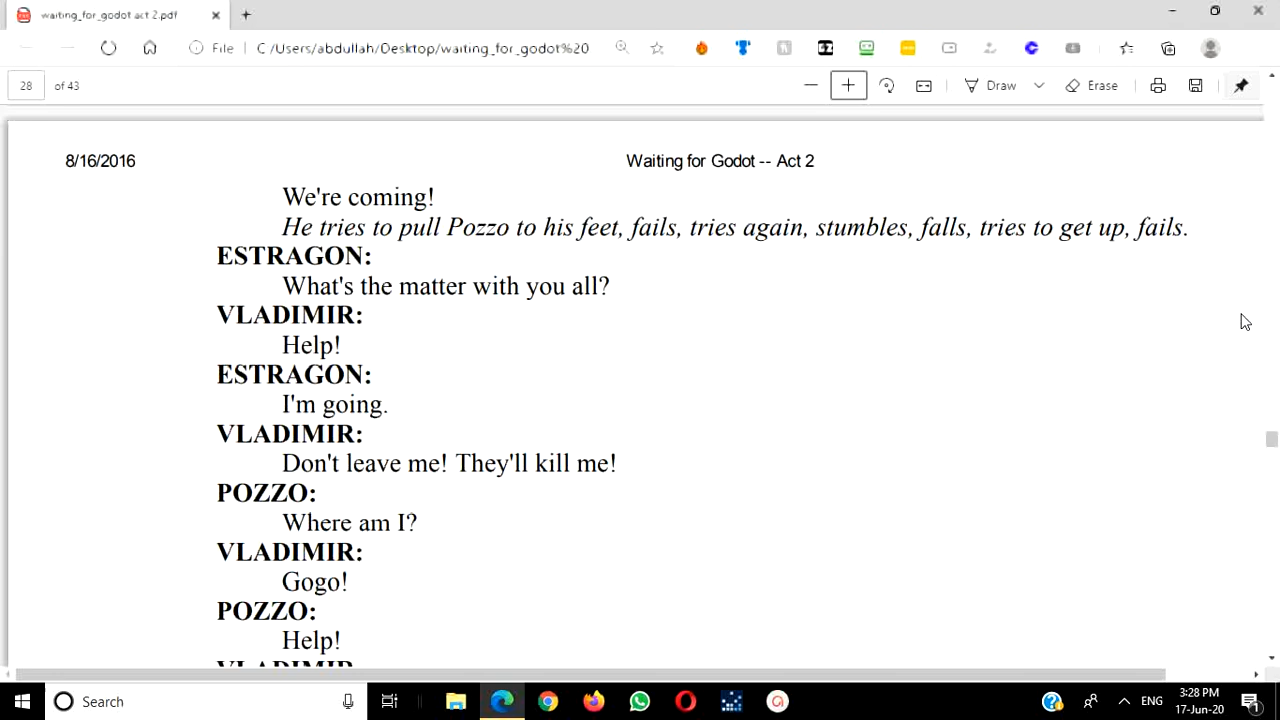 waiting_for_godot act 2.pdf
File C:/Users/abdullah/Desktop/waiting_for_godot%20
28 of 43 Draw Erase
8/16/2016 Waiting for Godot -- Act 2
We're coming!
He tries to pull Pozzo to his feet, fails, tries again, stumbles, falls, tries to get up, fails.
ESTRAGON:
What's the matter with you all?
VLADIMIR:
Help!
ESTRAGON:
I'm going.
VLADIMIR:
Don't leave me! They'll kill me!
POZZO:
Where am I?
VLADIMIR:
Gogo!
POZZO:
Help!
VLADIMIR
Search ENG 3:28 PM
17-Jun-20